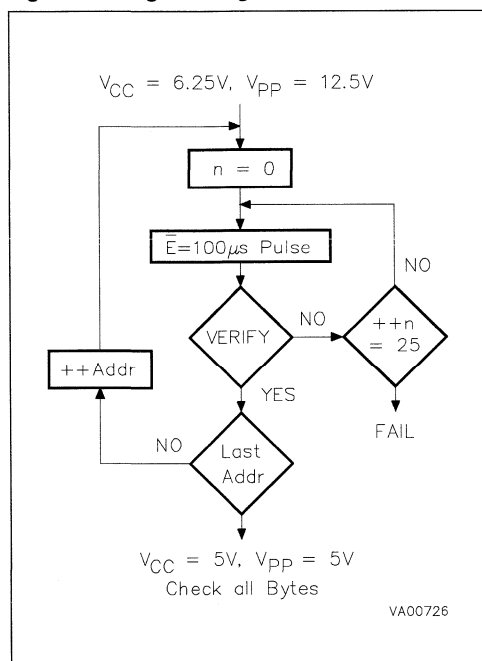 V_CC = 6.25V, V_PP = 12.5V
n = 0
E̅=100μs Pulse
NO
VERIFY
NO
++n
= 25
++Addr
YES
FAIL
NO
Last
Addr
V_CC = 5V, V_PP = 5V
Check all Bytes
VA00726